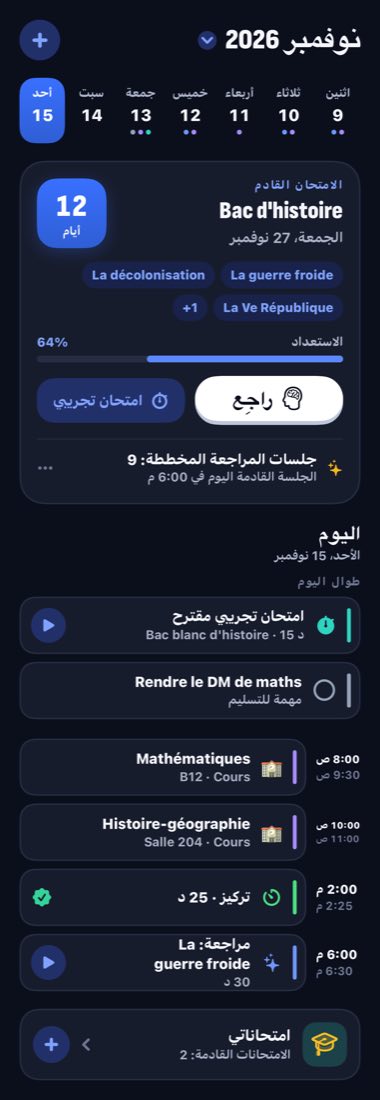 نوفمبر 2026
اثنين ثلاثاء أربعاء خميس جمعة سبت أحد
9 10 11 12 13 14 15
الامتحان القادم
Bac d'histoire
الجمعة، 27 نوفمبر
12
أيام
La guerre froide La décolonisation
La Ve République +1
الاستعداد 64%
راجِع
امتحان تجريبي
جلسات المراجعة المخططة: 9
الجلسة القادمة اليوم في 6:00 م
اليوم
الأحد، 15 نوفمبر
طوال اليوم
امتحان تجريبي مقترح
Bac blanc d'histoire · 15 د
Rendre le DM de maths
مهمة للتسليم
8:00 ص
9:30 ص
Mathématiques
B12 · Cours
10:00 ص
11:00 ص
Histoire-géographie
Salle 204 · Cours
2:00 م
2:25 م
تركيز · 25 د
6:00 م
6:30 م
مراجعة: La
guerre froide
30 د
امتحاناتي
الامتحانات القادمة: 2